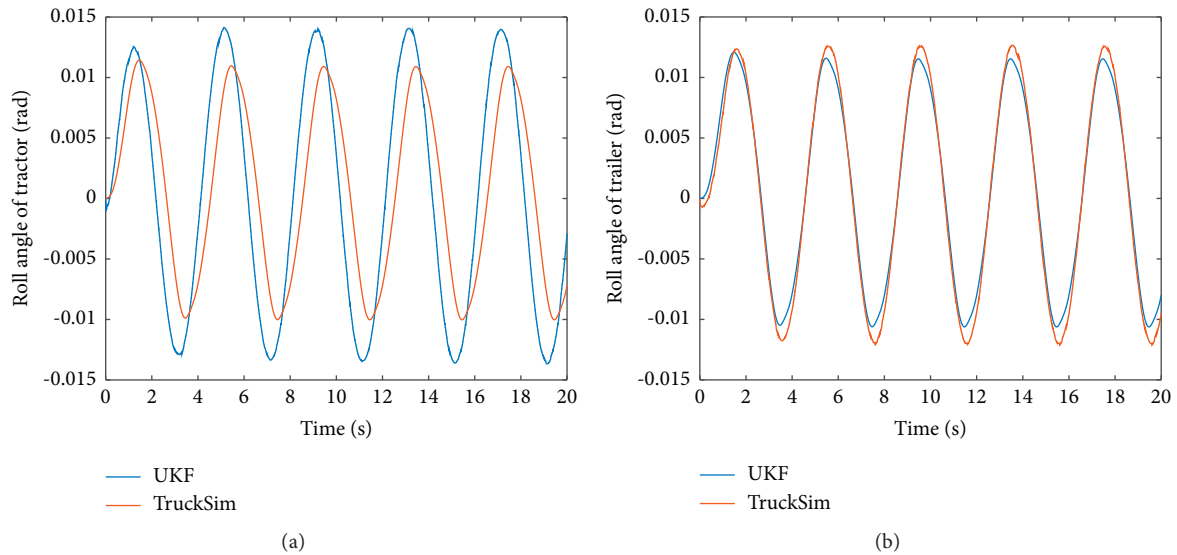 0.015
0.01
0.005
0
-0.005
-0.01
-0.015
Roll angle of tractor (rad)
0 2 4 6 8 10 12 14 16 18 20
Time (s)
UKF
TruckSim
(a)
0.015
0.01
0.005
0
-0.005
-0.01
-0.015
Roll angle of trailer (rad)
0 2 4 6 8 10 12 14 16 18 20
Time (s)
UKF
TruckSim
(b)